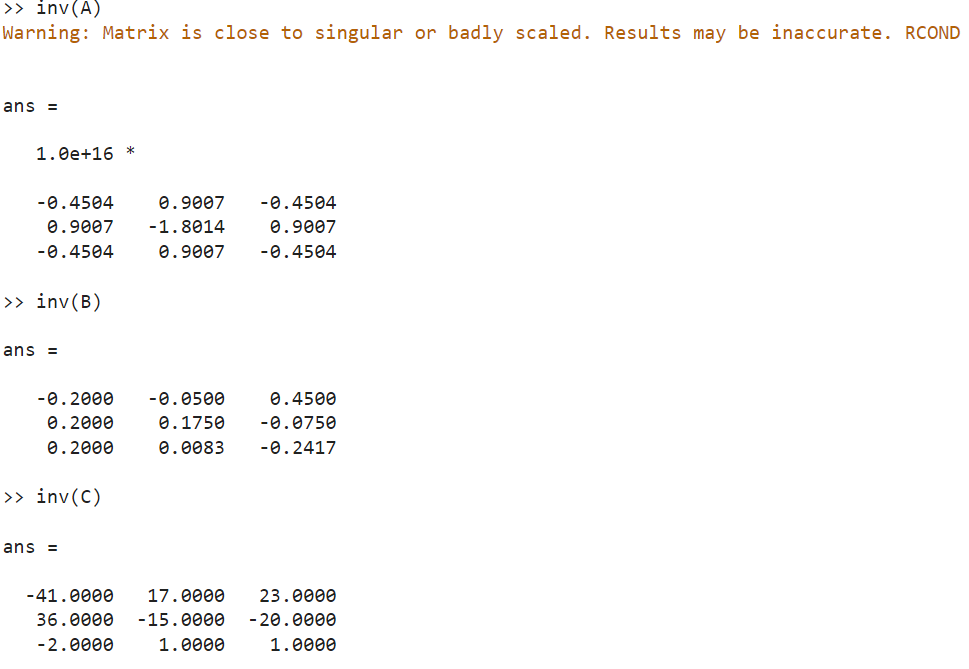 >> inv(A)
Warning: Matrix is close to singular or badly scaled. Results may be inaccurate. RCOND
ans =
1.0e+16 *
-0.4504 0.9007 -0.4504
0.9007 -1.8014 0.9007
-0.4504 0.9007 -0.4504
>> inv(B)
ans =
-0.2000 -0.0500 0.4500
0.2000 0.1750 -0.0750
0.2000 0.0083 -0.2417
>> inv(C)
ans =
-41.0000 17.0000 23.0000
36.0000 -15.0000 -20.0000
-2.0000 1.0000 1.0000